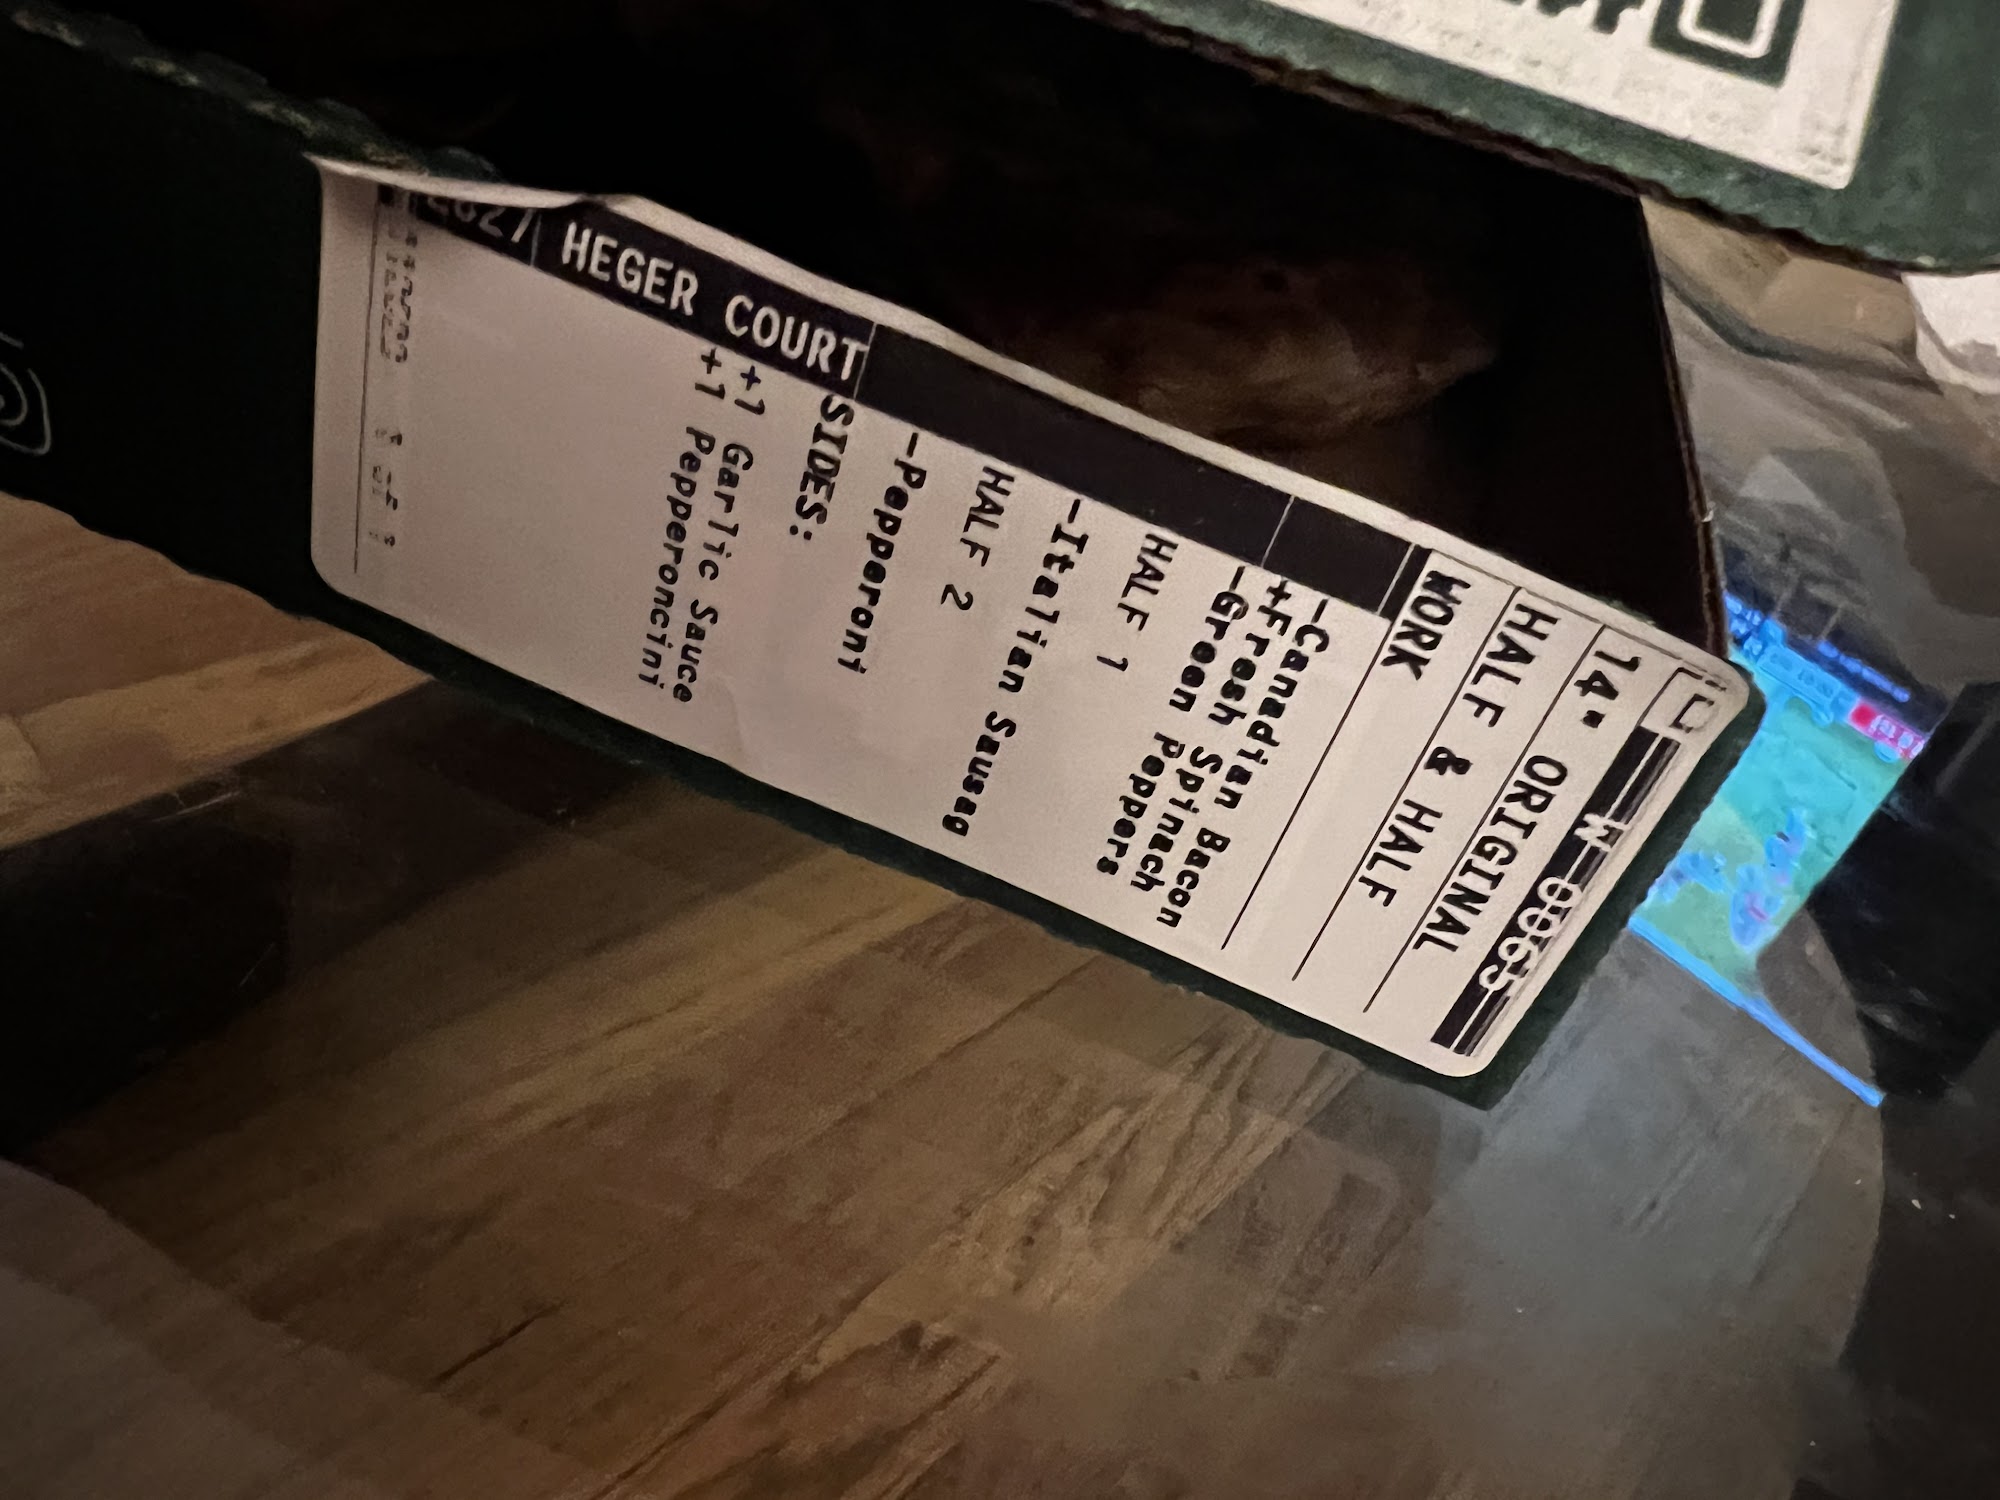 14" ORIGINAL
HALF & HALF
WORK
-Canadian Bacon
+Fresh Spinach
-Green Peppers
HALF 1
-Italian Sausag
HALF 2
-Pepperoni
SIDES:
+1 Garlic Sauce
+1 Pepperoncini
HEGER COURT